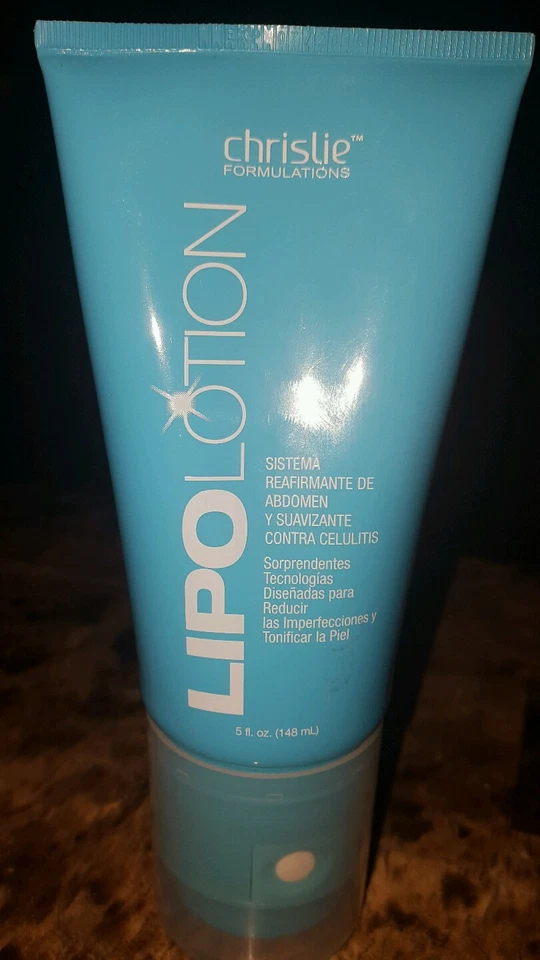 chrislie™
FORMULATIONS
LIPOLOTION
SISTEMA
REAFIRMANTE DE
ABDOMEN
Y SUAVIZANTE
CONTRA CELULITIS
Sorprendentes
Tecnologías
Diseñadas para
Reducir
las Imperfecciones y
Tonificar la Piel
5 fl. oz. (148 mL)